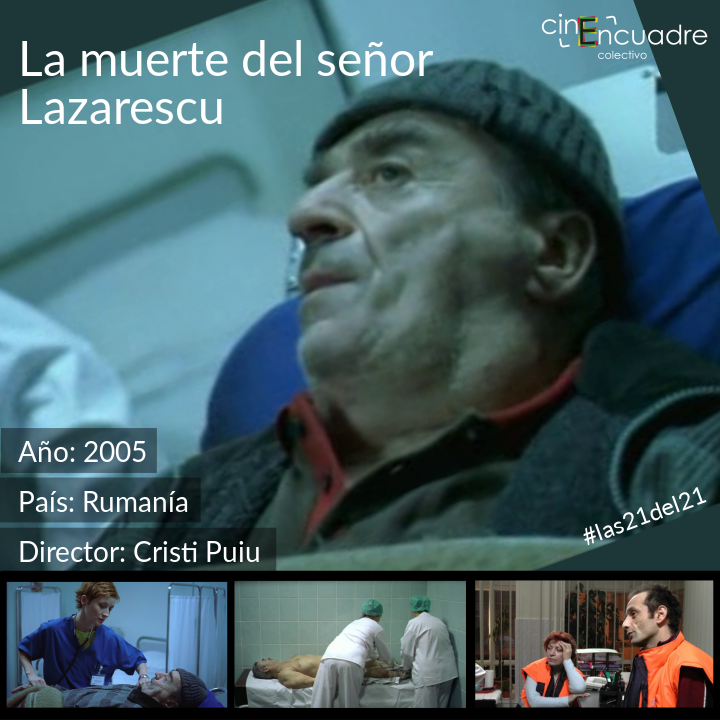 cinEncuadre
colectivo
La muerte del señor
Lazarescu
Año: 2005
País: Rumanía
Director: Cristi Puiu
#las21del21